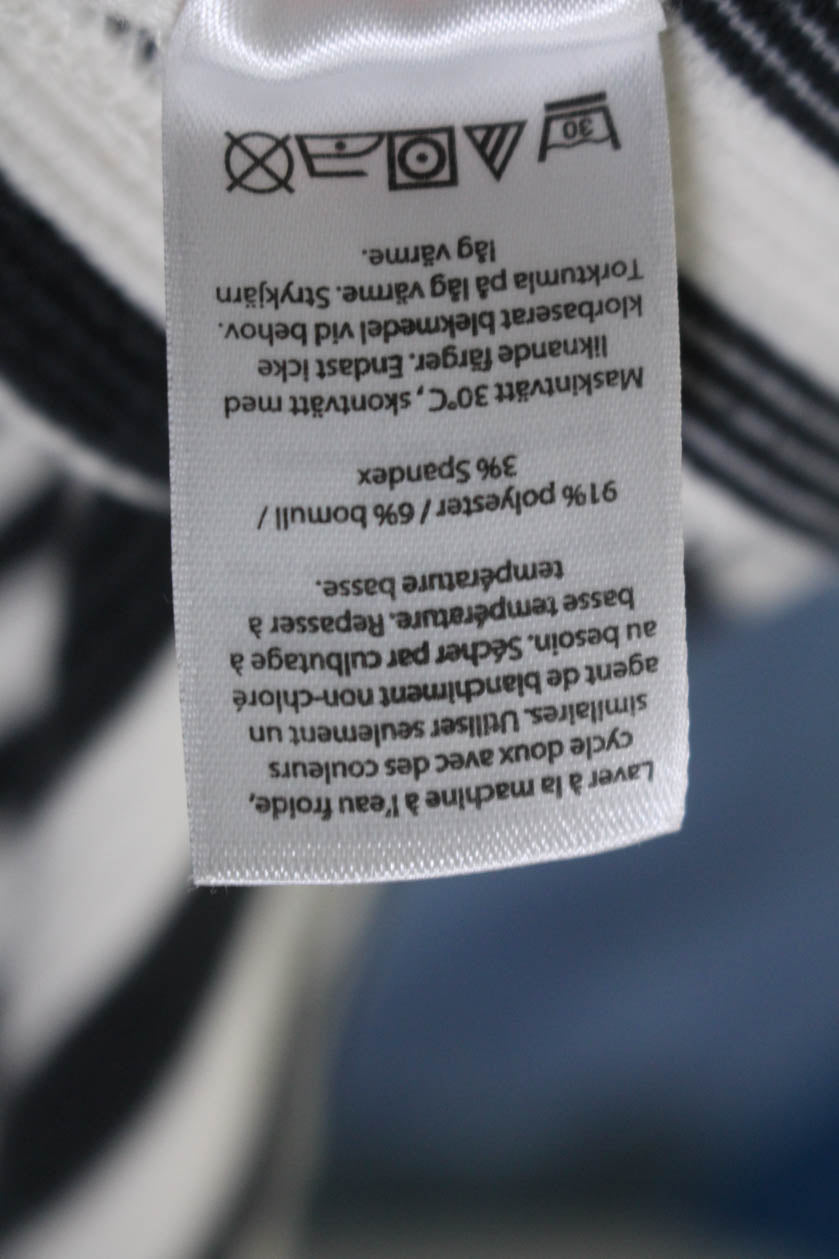 Laver à la machine à l'eau froide,
cycle doux avec des couleurs
similaires. Utiliser seulement un
agent de blanchiment non-chloré
au besoin. Sécher par culbutage à
basse température. Repasser à
température basse.
91% polyester / 6% bomull /
3% Spandex
Maskintvätt 30°C, skontvätt med
liknande färger. Endast icke
klorbaserat blekmedel vid behov.
Torktumla på låg värme. Strykjärn
låg värme.
30